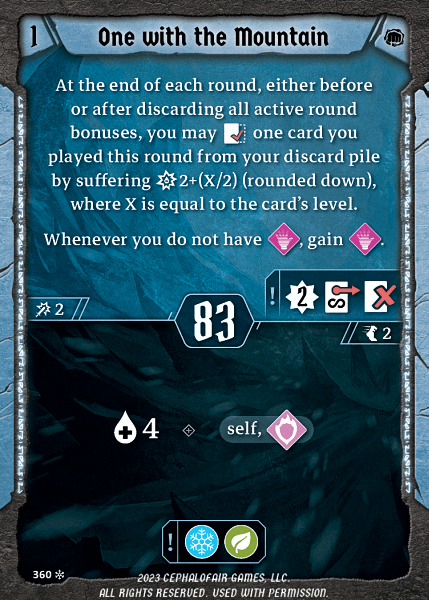 1
One with the Mountain
At the end of each round, either before
or after discarding all active round
bonuses, you may one card you
played this round from your discard pile
by suffering 2+(X/2) (rounded down),
where X is equal to the card's level.
Whenever you do not have , gain .
2
2
83
2
4 self,
!
360
2023 CEPHALOFAIR GAMES, LLC.
ALL RIGHTS RESERVED. USED WITH PERMISSION.